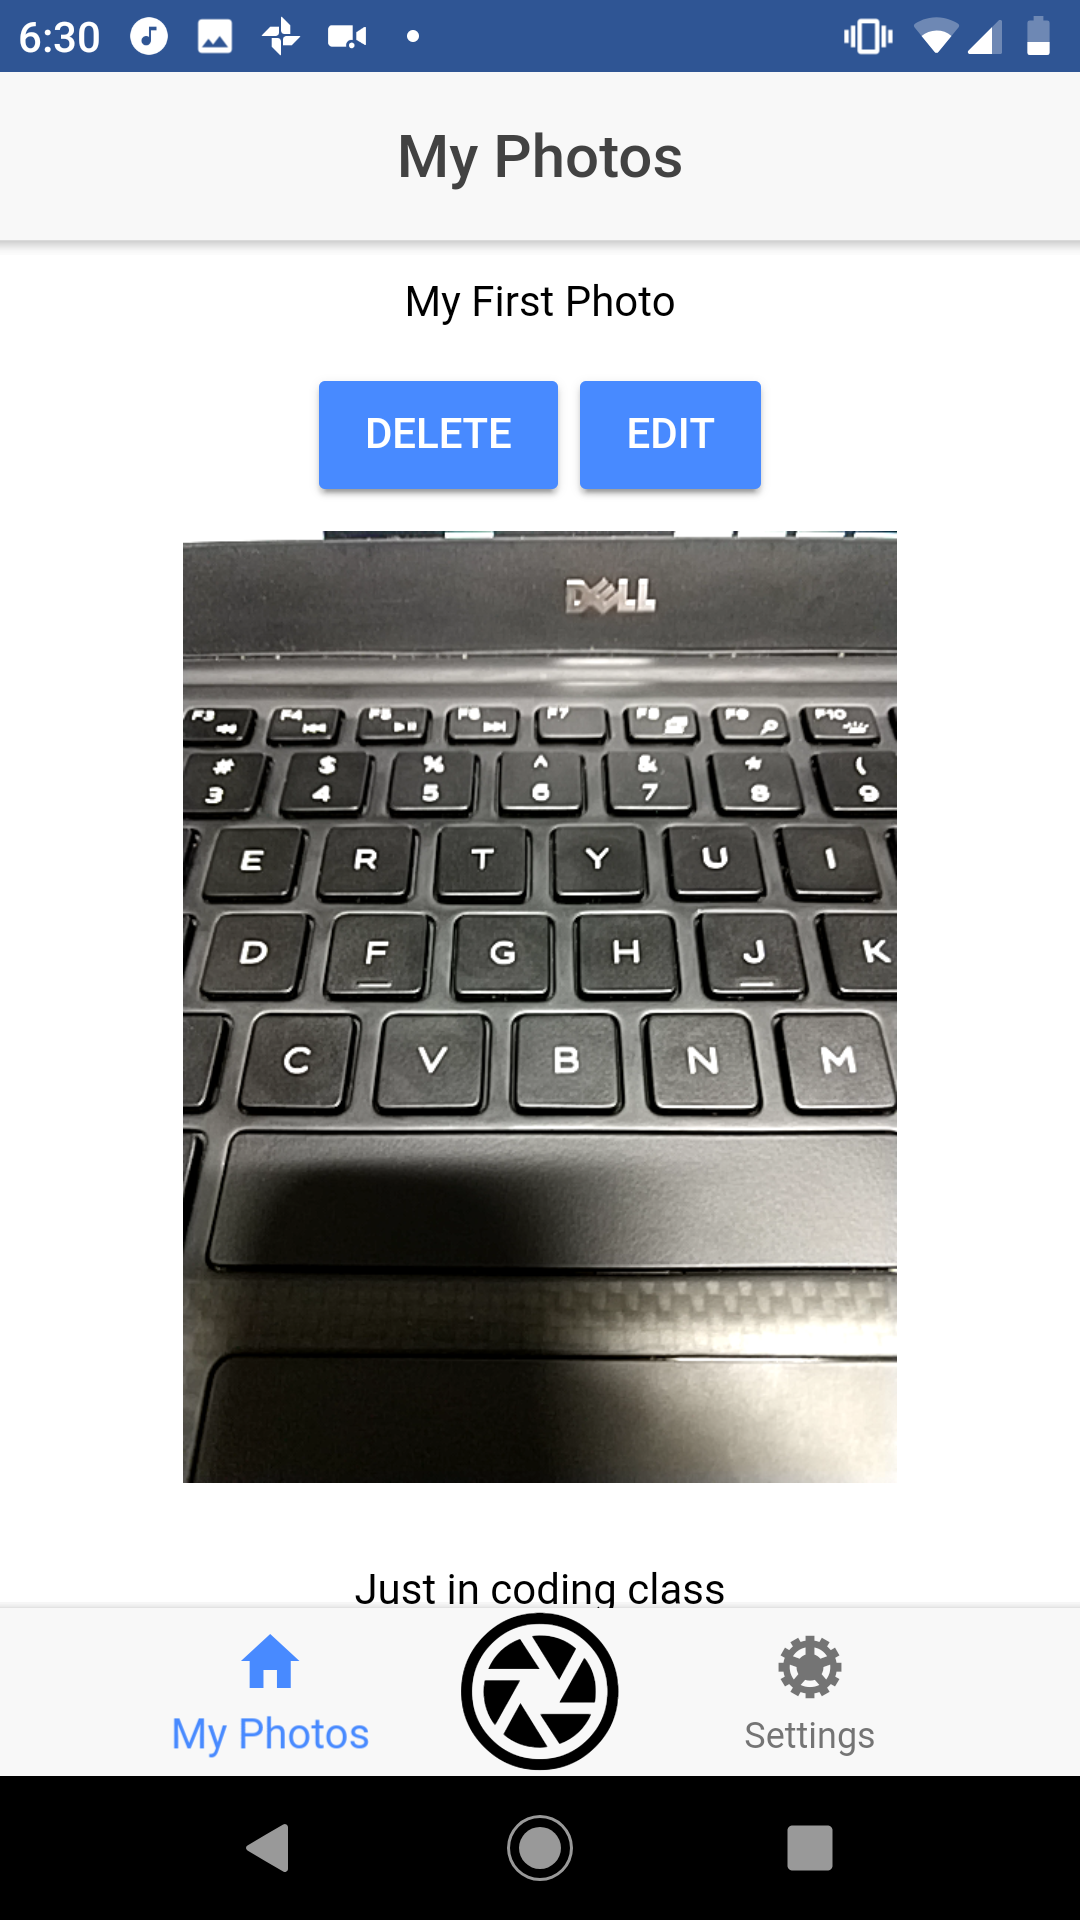 6:30
My Photos
My First Photo
DELETE EDIT
DELL
F3 F4 F5 F6 F7 F8 F9 F10
# $ % ^ & * (
3 4 5 6 7 8 9
E R T Y U I
D F G H J K
C V B N M
Just in coding class
My Photos Settings